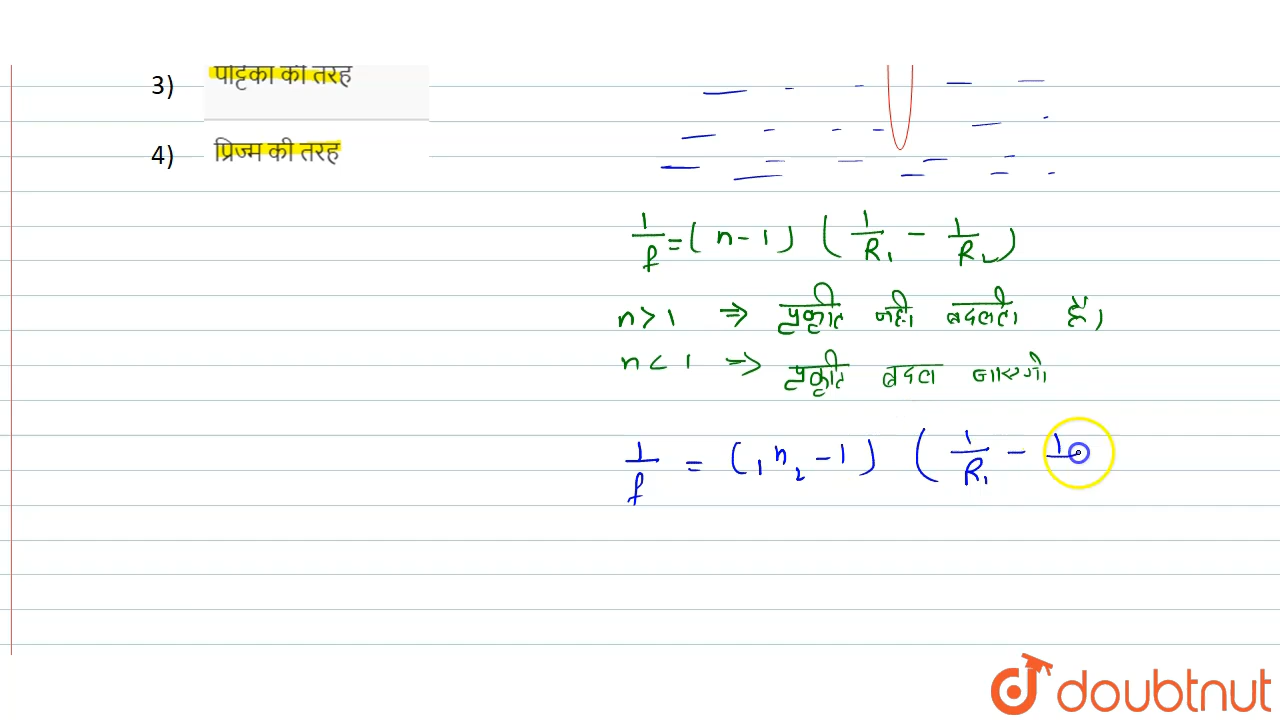 3) पट्टिका की तरह
4) प्रिज्म की तरह
1/f = (n-1) (1/R₁ - 1/R₂)
n > 1 ⇒ प्रकृति नहीं बदलती है।
n < 1 ⇒ प्रकृति बदल जाएगी
1/f = (₁n₂ - 1) (1/R₁ - 1
doubtnut